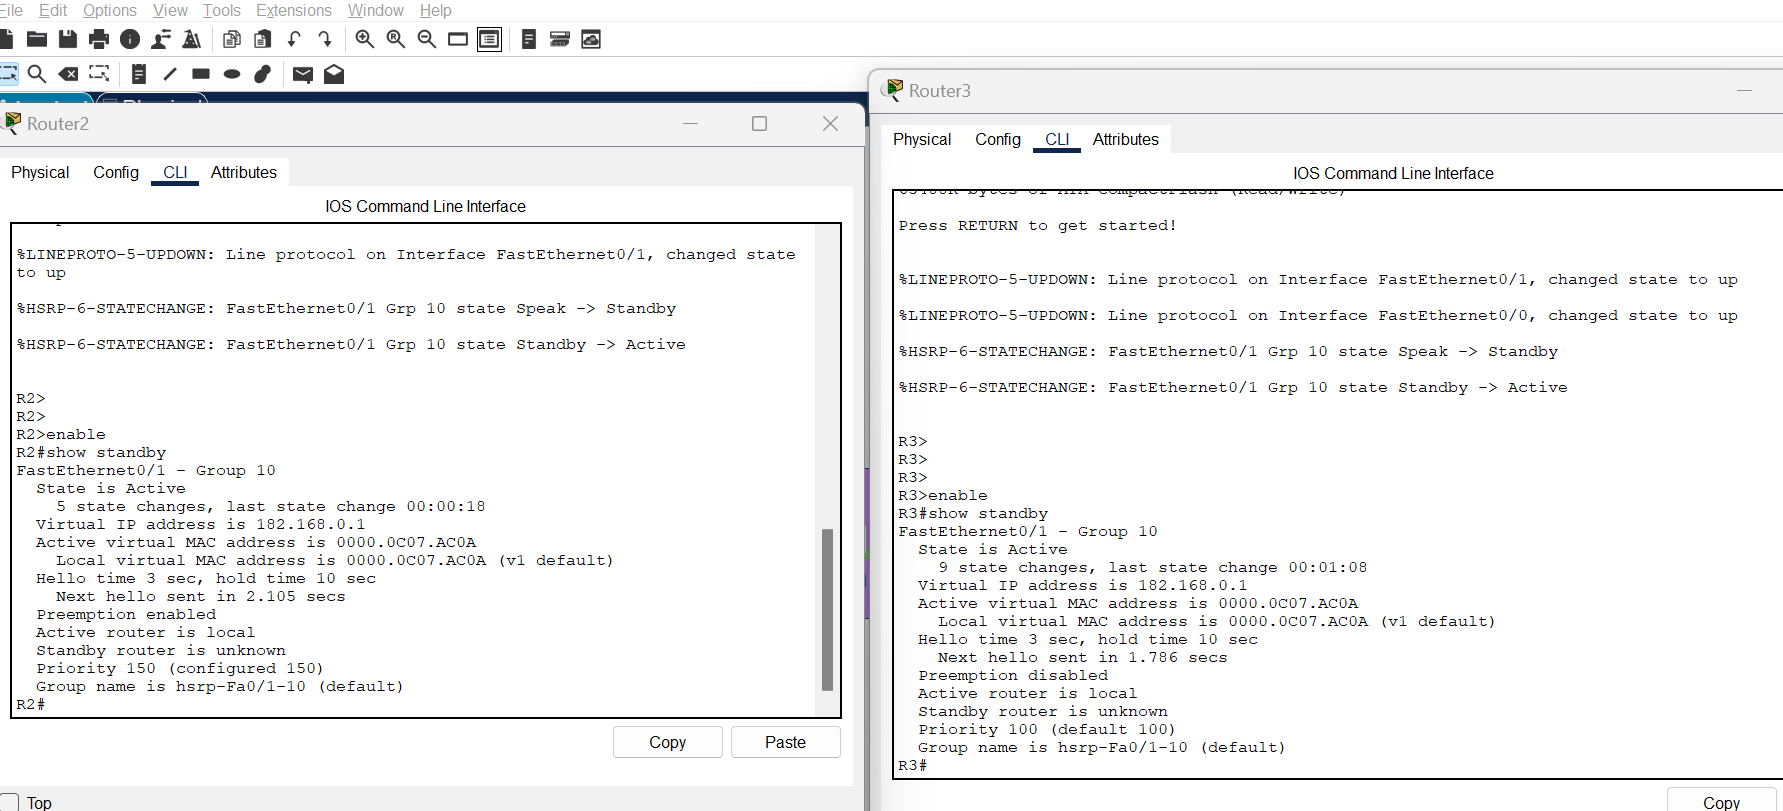 File Edit Options View Tools Extensions Window Help
Router2
Physical Config CLI Attributes
IOS Command Line Interface
%LINEPROTO-5-UPDOWN: Line protocol on Interface FastEthernet0/1, changed state
to up
%HSRP-6-STATECHANGE: FastEthernet0/1 Grp 10 state Speak -> Standby
%HSRP-6-STATECHANGE: FastEthernet0/1 Grp 10 state Standby -> Active
R2>
R2>
R2>enable
R2#show standby
FastEthernet0/1 - Group 10
State is Active
5 state changes, last state change 00:00:18
Virtual IP address is 182.168.0.1
Active virtual MAC address is 0000.0C07.AC0A
Local virtual MAC address is 0000.0C07.AC0A (v1 default)
Hello time 3 sec, hold time 10 sec
Next hello sent in 2.105 secs
Preemption enabled
Active router is local
Standby router is unknown
Priority 150 (configured 150)
Group name is hsrp-Fa0/1-10 (default)
R2#
Copy Paste
Top
Router3
Physical Config CLI Attributes
IOS Command Line Interface
Press RETURN to get started!
%LINEPROTO-5-UPDOWN: Line protocol on Interface FastEthernet0/1, changed state to up
%LINEPROTO-5-UPDOWN: Line protocol on Interface FastEthernet0/0, changed state to up
%HSRP-6-STATECHANGE: FastEthernet0/1 Grp 10 state Speak -> Standby
%HSRP-6-STATECHANGE: FastEthernet0/1 Grp 10 state Standby -> Active
R3>
R3>
R3>
R3>enable
R3#show standby
FastEthernet0/1 - Group 10
State is Active
9 state changes, last state change 00:01:08
Virtual IP address is 182.168.0.1
Active virtual MAC address is 0000.0C07.AC0A
Local virtual MAC address is 0000.0C07.AC0A (v1 default)
Hello time 3 sec, hold time 10 sec
Next hello sent in 1.786 secs
Preemption disabled
Active router is local
Standby router is unknown
Priority 100 (default 100)
Group name is hsrp-Fa0/1-10 (default)
R3#
Copy